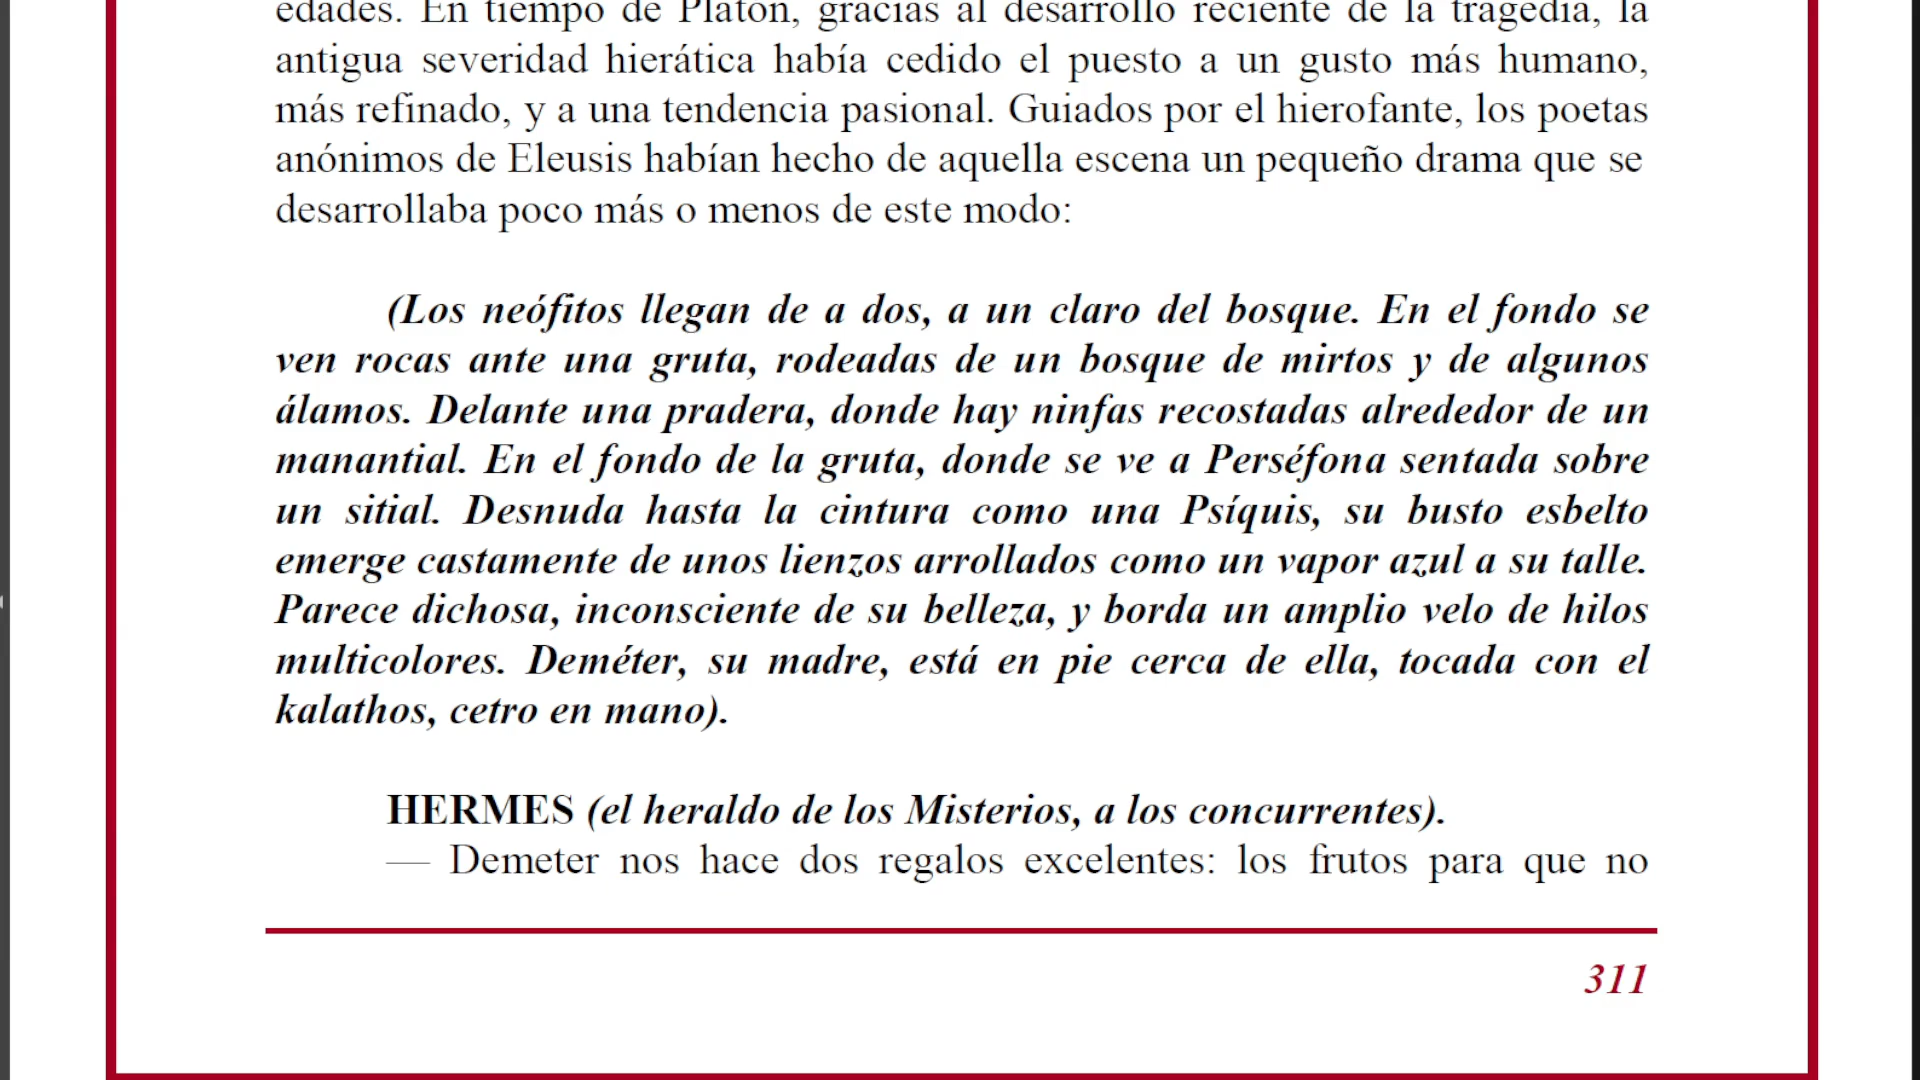 edades. En tiempo de Platón, gracias al desarrollo reciente de la tragedia, la
antigua severidad hierática había cedido el puesto a un gusto más humano,
más refinado, y a una tendencia pasional. Guiados por el hierofante, los poetas
anónimos de Eleusis habían hecho de aquella escena un pequeño drama que se
desarrollaba poco más o menos de este modo:
(Los neófitos llegan de a dos, a un claro del bosque. En el fondo se
ven rocas ante una gruta, rodeadas de un bosque de mirtos y de algunos
álamos. Delante una pradera, donde hay ninfas recostadas alrededor de un
manantial. En el fondo de la gruta, donde se ve a Perséfona sentada sobre
un sitial. Desnuda hasta la cintura como una Psíquis, su busto esbelto
emerge castamente de unos lienzos arrollados como un vapor azul a su talle.
Parece dichosa, inconsciente de su belleza, y borda un amplio velo de hilos
multicolores. Deméter, su madre, está en pie cerca de ella, tocada con el
kalathos, cetro en mano).
HERMES (el heraldo de los Misterios, a los concurrentes).
— Demeter nos hace dos regalos excelentes: los frutos para que no
311